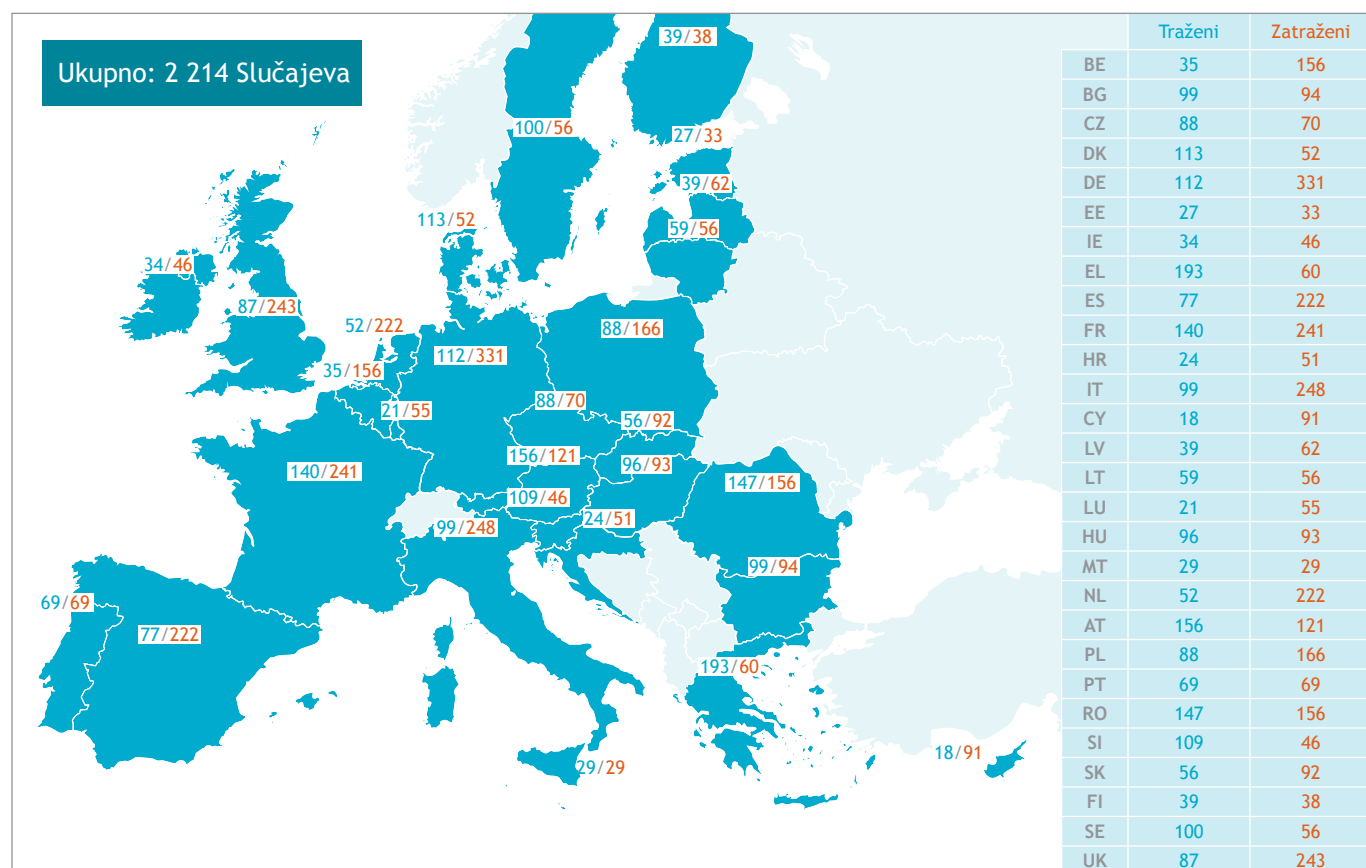 Ukupno: 2 214 Slučajeva
39/38
100/56
27/33
39/62
113/52
59/56
34/46
87/243
52/222
88/166
112/331
35/156
88/70
21/55
56/92
156/121
96/93
140/241
147/156
109/46
24/51
99/248
99/94
69/69
77/222
193/60
18/91
29/29
Traženi Zatraženi
BE 35 156
BG 99 94
CZ 88 70
DK 113 52
DE 112 331
EE 27 33
IE 34 46
EL 193 60
ES 77 222
FR 140 241
HR 24 51
IT 99 248
CY 18 91
LV 39 62
LT 59 56
LU 21 55
HU 96 93
MT 29 29
NL 52 222
AT 156 121
PL 88 166
PT 69 69
RO 147 156
SI 109 46
SK 56 92
FI 39 38
SE 100 56
UK 87 243